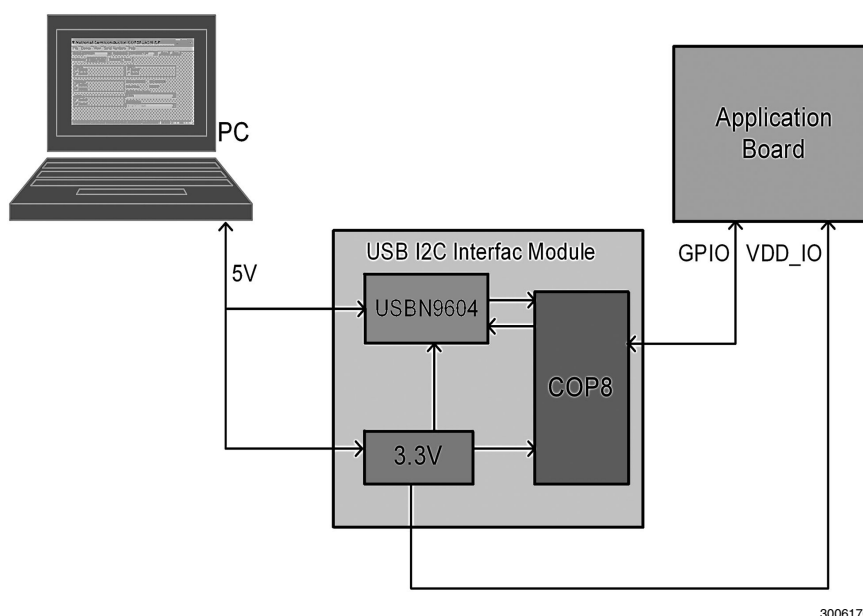 PC
Application
Board
5V
USB I2C Interfac Module
GPIO
VDD_IO
USBN9604
COP8
3.3V
300617